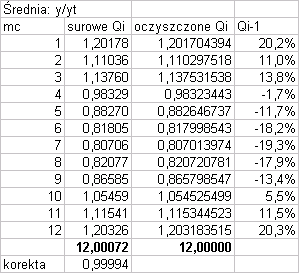 Średnia: y/yt
mc surowe Qi oczyszczone Qi Qi-1
1 1,20178 1,201704394 20,2%
2 1,11036 1,110297518 11,0%
3 1,13760 1,137531538 13,8%
4 0,98329 0,98323443 -1,7%
5 0,88270 0,882646737 -11,7%
6 0,81805 0,817998543 -18,2%
7 0,80706 0,807013974 -19,3%
8 0,82077 0,820720781 -17,9%
9 0,86585 0,865798547 -13,4%
10 1,05459 1,054525499 5,5%
11 1,11541 1,115344523 11,5%
12 1,20326 1,203183515 20,3%
12,00072 12,00000
korekta 0,99994